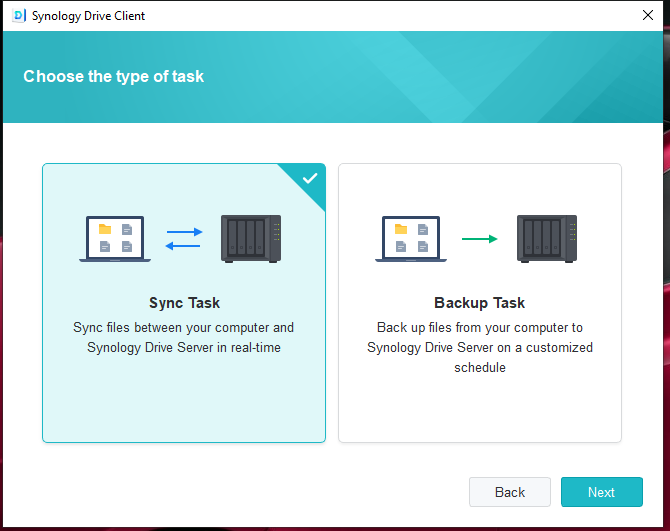 Synology Drive Client
Choose the type of task
Sync Task
Sync files between your computer and
Synology Drive Server in real-time
Backup Task
Back up files from your computer to
Synology Drive Server on a customized
schedule
Back
Next